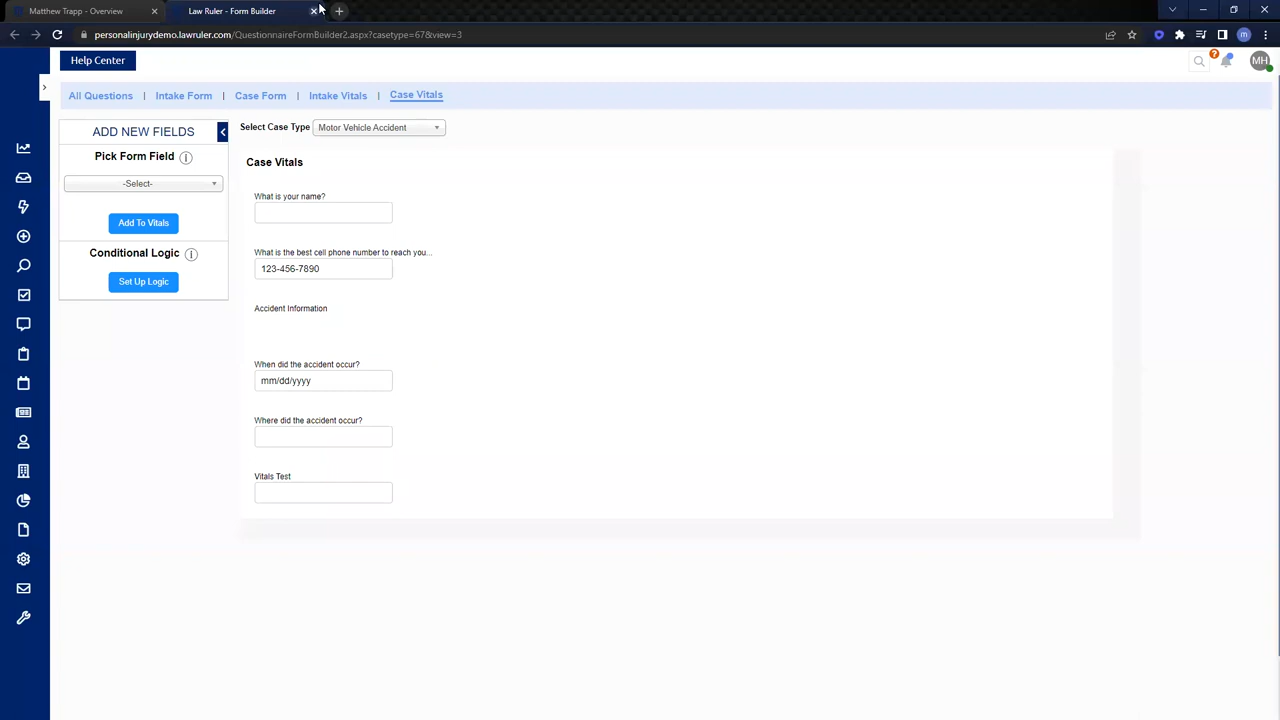 Matthew Trapp - Overview
Law Ruler - Form Builder
personalinjurydemo.lawruler.com/QuestionnaireFormBuilder2.aspx?casetype=67&view=3
m
Help Center
?
MH
All Questions | Intake Form | Case Form | Intake Vitals | Case Vitals
ADD NEW FIELDS
Pick Form Field
-Select-
Add To Vitals
Conditional Logic
Set Up Logic
Select Case Type Motor Vehicle Accident
Case Vitals
What is your name?
What is the best cell phone number to reach you...
123-456-7890
Accident Information
When did the accident occur?
mm/dd/yyyy
Where did the accident occur?
Vitals Test